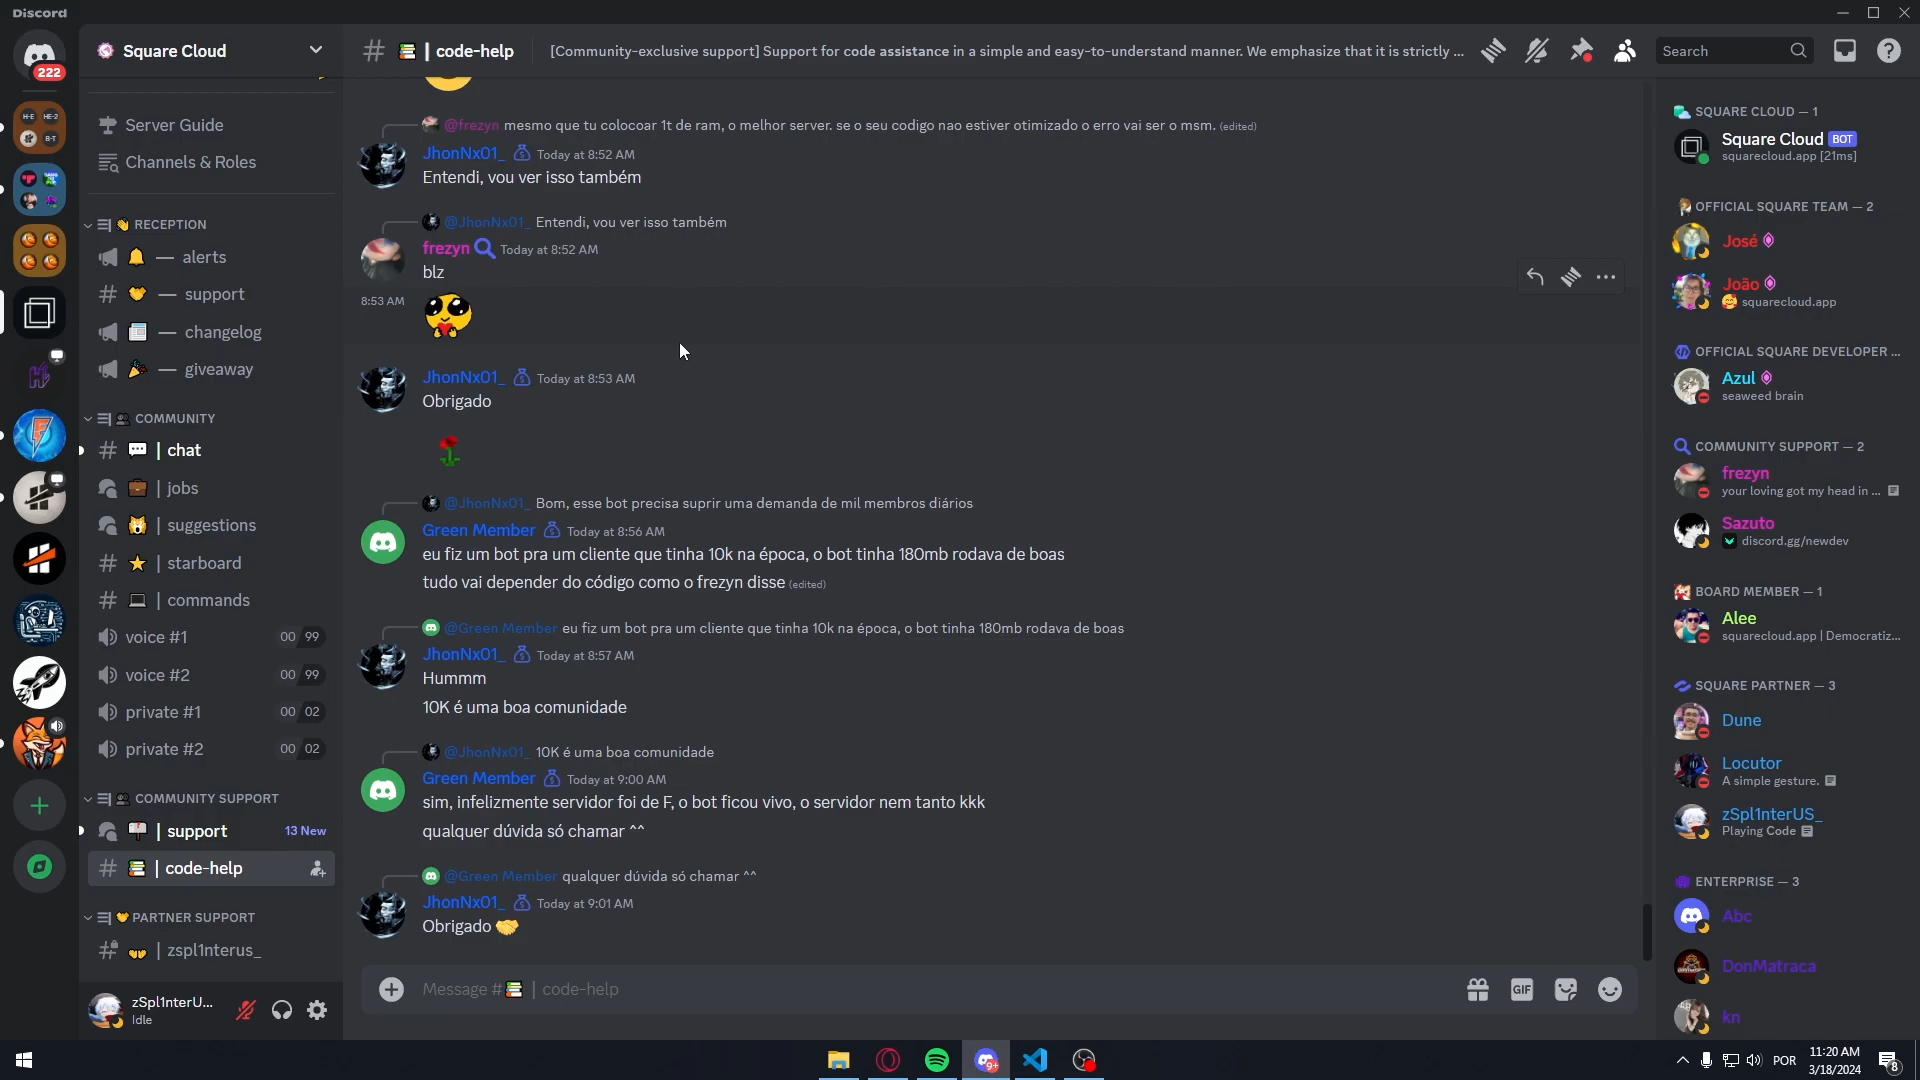 Discord
222
Square Cloud
| code-help
[Community-exclusive support] Support for code assistance in a simple and easy-to-understand manner. We emphasize that it is strictly ...
Search
H-E
HE-2
B-T
Server Guide
Channels & Roles
RECEPTION
— alerts
— support
— changelog
— giveaway
COMMUNITY
| chat
| jobs
| suggestions
| starboard
| commands
voice #1 00 99
voice #2 00 99
private #1 00 02
private #2 00 02
COMMUNITY SUPPORT
| support 13 New
| code-help
PARTNER SUPPORT
| zspl1nterus_
zSpl1nterU...
Idle
@frezyn mesmo que tu colocoar 1t de ram, o melhor server. se o seu codigo nao estiver otimizado o erro vai ser o msm. (edited)
JhonNx01_ Today at 8:52 AM
Entendi, vou ver isso também
@JhonNx01_ Entendi, vou ver isso também
frezyn Today at 8:52 AM
blz
8:53 AM
JhonNx01_ Today at 8:53 AM
Obrigado
@JhonNx01_ Bom, esse bot precisa suprir uma demanda de mil membros diários
Green Member Today at 8:56 AM
eu fiz um bot pra um cliente que tinha 10k na época, o bot tinha 180mb rodava de boas
tudo vai depender do código como o frezyn disse (edited)
@Green Member eu fiz um bot pra um cliente que tinha 10k na época, o bot tinha 180mb rodava de boas
JhonNx01_ Today at 8:57 AM
Hummm
10K é uma boa comunidade
@JhonNx01_ 10K é uma boa comunidade
Green Member Today at 9:00 AM
sim, infelizmente servidor foi de F, o bot ficou vivo, o servidor nem tanto kkk
qualquer dúvida só chamar ^^
@Green Member qualquer dúvida só chamar ^^
JhonNx01_ Today at 9:01 AM
Obrigado
Message # | code-help
GIF
SQUARE CLOUD — 1
Square Cloud BOT
squarecloud.app [21ms]
OFFICIAL SQUARE TEAM — 2
José
João
squarecloud.app
OFFICIAL SQUARE DEVELOPER ...
Azul
seaweed brain
COMMUNITY SUPPORT — 2
frezyn
your loving got my head in ...
Sazuto
discord.gg/newdev
BOARD MEMBER — 1
Alee
squarecloud.app | Democratiz...
SQUARE PARTNER — 3
Dune
Locutor
A simple gesture.
zSpl1nterUS_
Playing Code
ENTERPRISE — 3
Abc
DonMatraca
kn
9+
POR
11:20 AM
3/18/2024
8